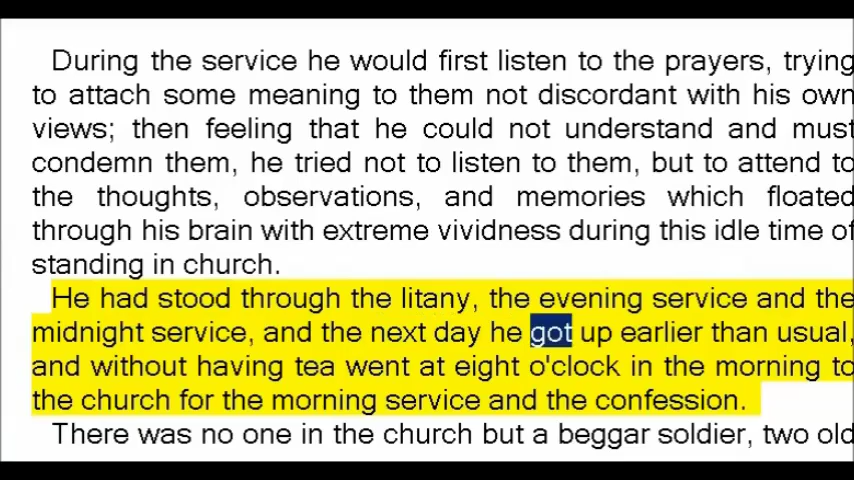 During the service he would first listen to the prayers, trying
to attach some meaning to them not discordant with his own
views; then feeling that he could not understand and must
condemn them, he tried not to listen to them, but to attend to
the thoughts, observations, and memories which floated
through his brain with extreme vividness during this idle time of
standing in church.
He had stood through the litany, the evening service and the
midnight service, and the next day he got up earlier than usual,
and without having tea went at eight o'clock in the morning to
the church for the morning service and the confession.
There was no one in the church but a beggar soldier, two old